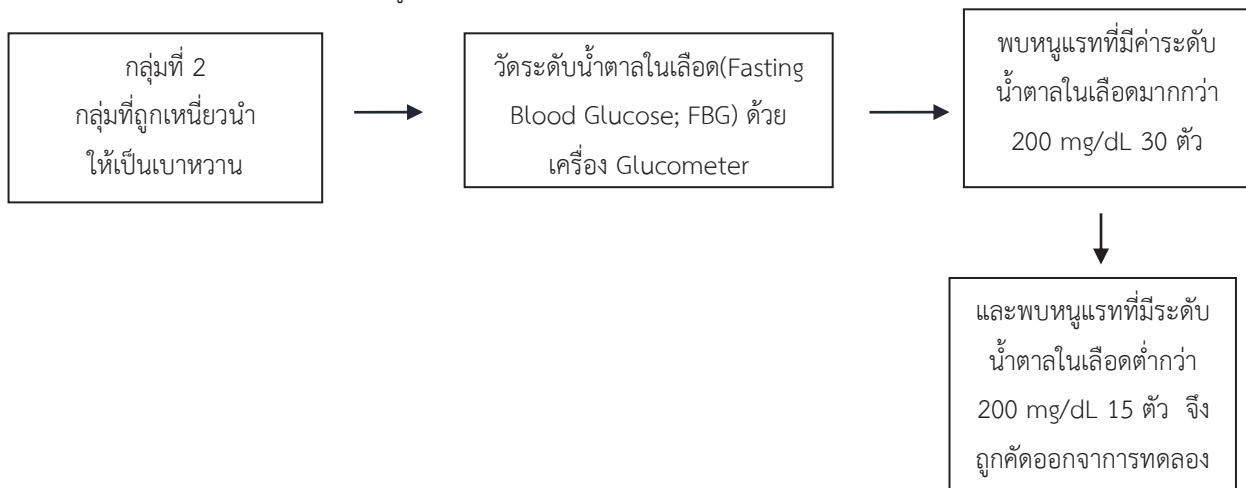 กลุ่มที่ 2
กลุ่มที่ถูกเหนี่ยวนำ
ให้เป็นเบาหวาน
วัดระดับน้ำตาลในเลือด(Fasting
Blood Glucose; FBG) ด้วย
เครื่อง Glucometer
พบหนูแรทที่มีค่าระดับ
น้ำตาลในเลือดมากกว่า
200 mg/dL 30 ตัว
และพบหนูแรทที่มีระดับ
น้ำตาลในเลือดต่ำกว่า
200 mg/dL 15 ตัว จึง
ถูกคัดออกจาการทดลอง